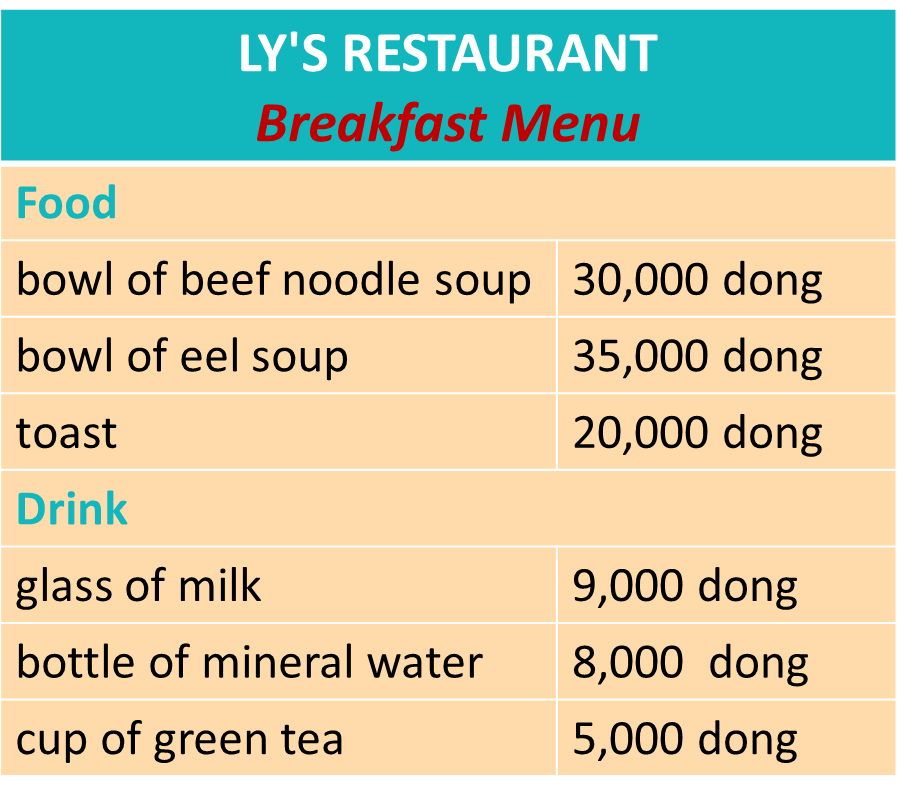 LY'S RESTAURANT
Breakfast Menu
Food
bowl of beef noodle soup 30,000 dong
bowl of eel soup 35,000 dong
toast 20,000 dong
Drink
glass of milk 9,000 dong
bottle of mineral water 8,000 dong
cup of green tea 5,000 dong